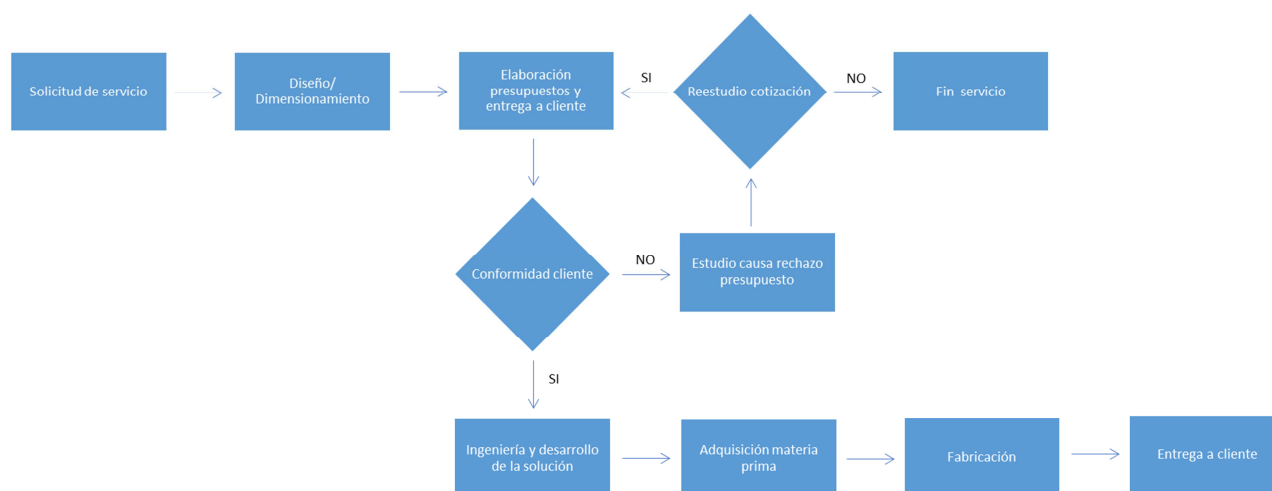 Solicitud de servicio
Diseño/
Dimensionamiento
Elaboración
presupuestos y
entrega a cliente
SI
Reestudio cotización
NO
Fin servicio
Conformidad cliente
NO
Estudio causa rechazo
presupuesto
SI
Ingeniería y desarrollo
de la solución
Adquisición materia
prima
Fabricación
Entrega a cliente